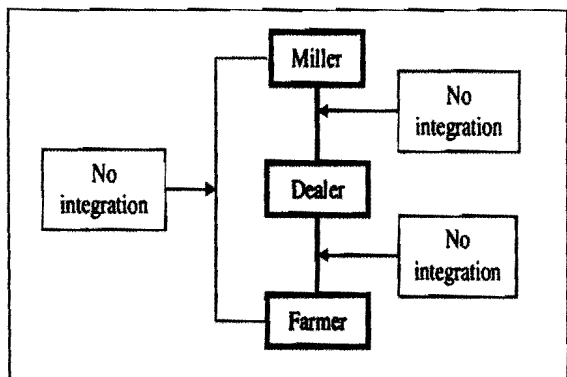 Miller
No
integration
No
integration
Dealer
No
integration
Farmer